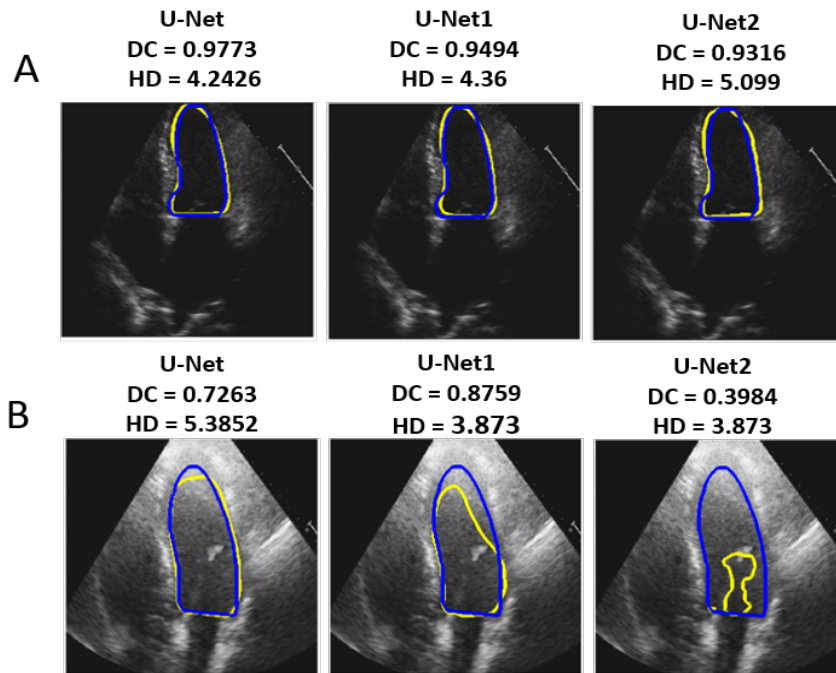 U-Net
DC = 0.9773
HD = 4.2426
U-Net1
DC = 0.9494
HD = 4.36
U-Net2
DC = 0.9316
HD = 5.099
A
U-Net
DC = 0.7263
HD = 5.3852
U-Net1
DC = 0.8759
HD = 3.873
U-Net2
DC = 0.3984
HD = 3.873
B